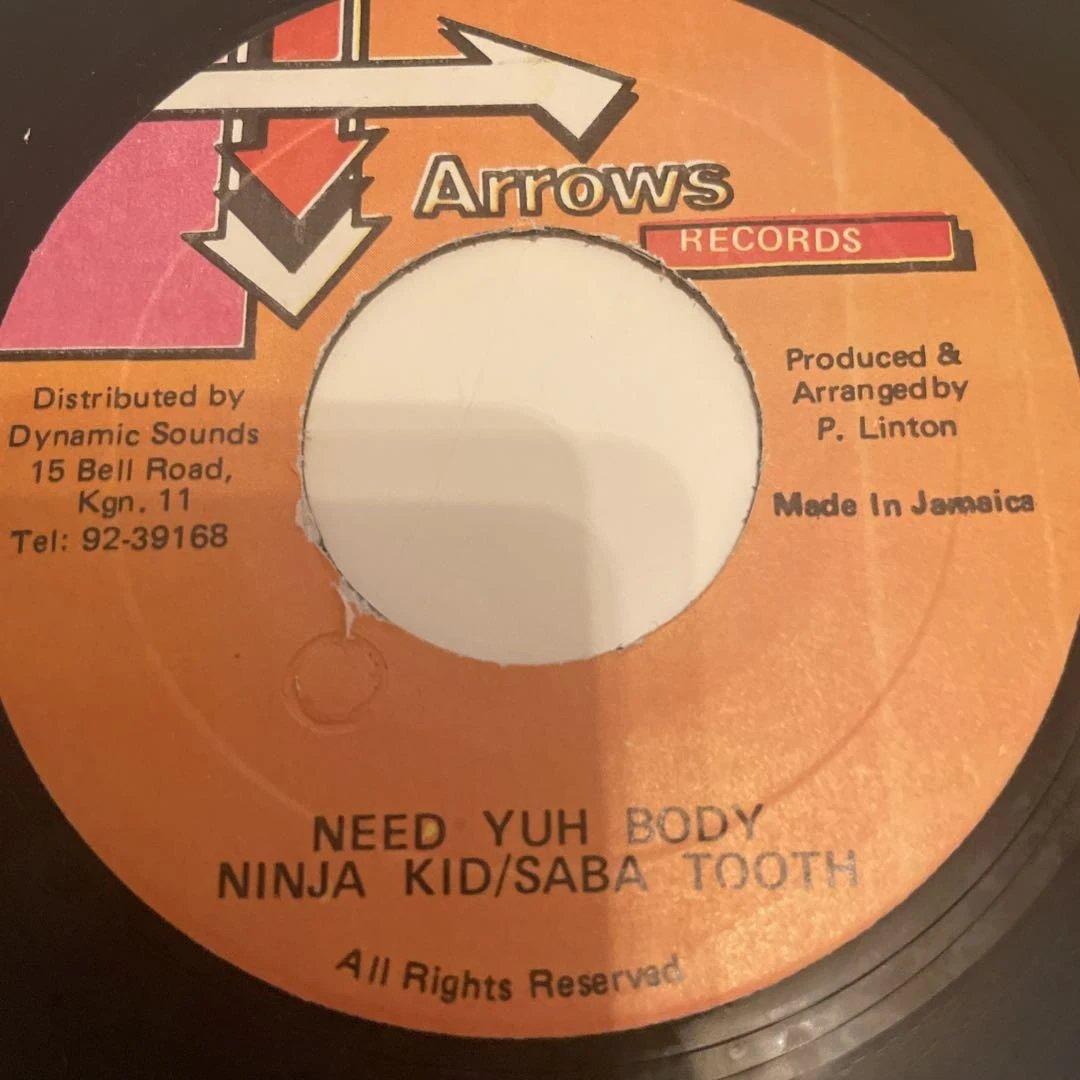 Arrows
RECORDS
Distributed by
Dynamic Sounds
15 Bell Road,
Kgn. 11
Tel: 92-39168
Produced &
Arranged by
P. Linton
Made In Jamaica
NEED YUH BODY
NINJA KID/SABA TOOTH
All Rights Reserved